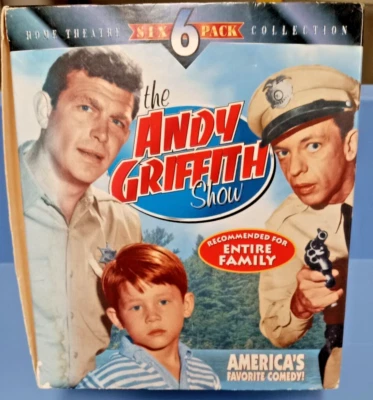 HOME THEATRE SIX 6 PACK COLLECTION
the
ANDY
GRIFFITH
Show
RECOMMENDED FOR
ENTIRE
FAMILY
AMERICA'S
FAVORITE COMEDY!